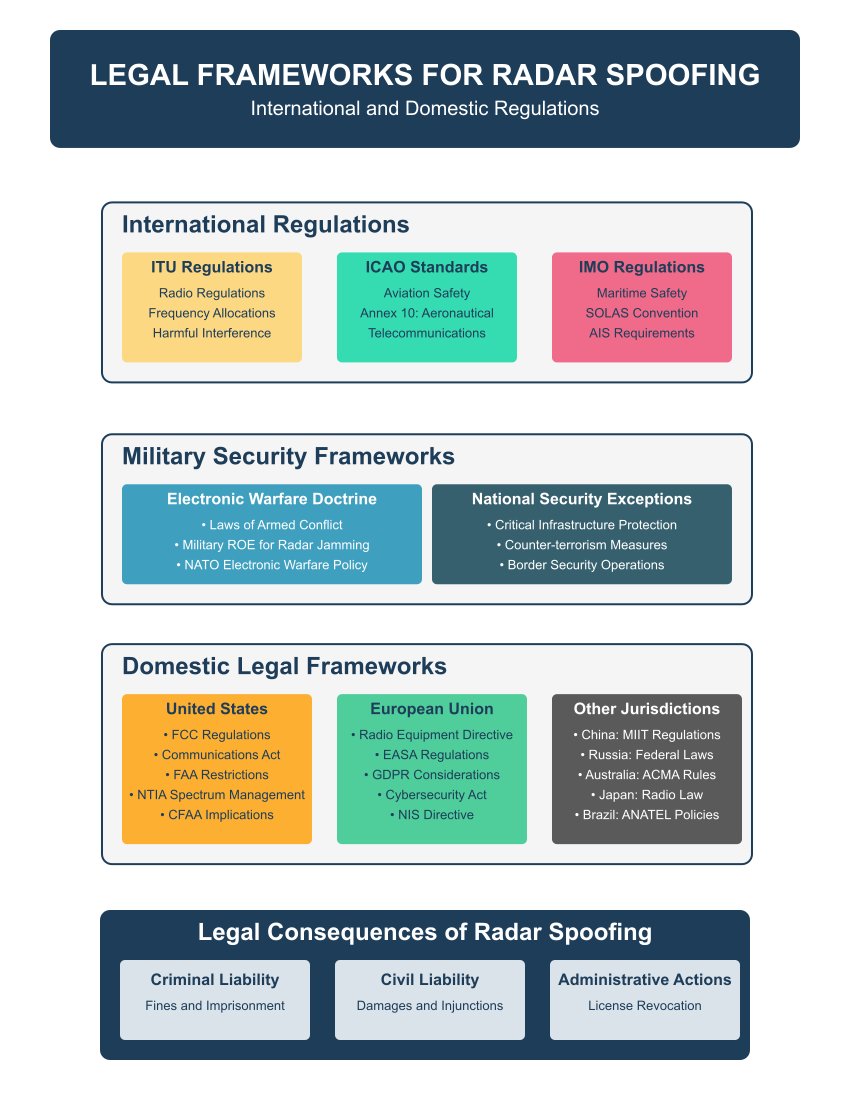 LEGAL FRAMEWORKS FOR RADAR SPOOFING
International and Domestic Regulations
International Regulations
ITU Regulations
Radio Regulations
Frequency Allocations
Harmful Interference
ICAO Standards
Aviation Safety
Annex 10: Aeronautical
Telecommunications
IMO Regulations
Maritime Safety
SOLAS Convention
AIS Requirements
Military Security Frameworks
Electronic Warfare Doctrine
• Laws of Armed Conflict
• Military ROE for Radar Jamming
• NATO Electronic Warfare Policy
National Security Exceptions
• Critical Infrastructure Protection
• Counter-terrorism Measures
• Border Security Operations
Domestic Legal Frameworks
United States
• FCC Regulations
• Communications Act
• FAA Restrictions
• NTIA Spectrum Management
• CFAA Implications
European Union
• Radio Equipment Directive
• EASA Regulations
• GDPR Considerations
• Cybersecurity Act
• NIS Directive
Other Jurisdictions
• China: MIIT Regulations
• Russia: Federal Laws
• Australia: ACMA Rules
• Japan: Radio Law
• Brazil: ANATEL Policies
Legal Consequences of Radar Spoofing
Criminal Liability
Fines and Imprisonment
Civil Liability
Damages and Injunctions
Administrative Actions
License Revocation